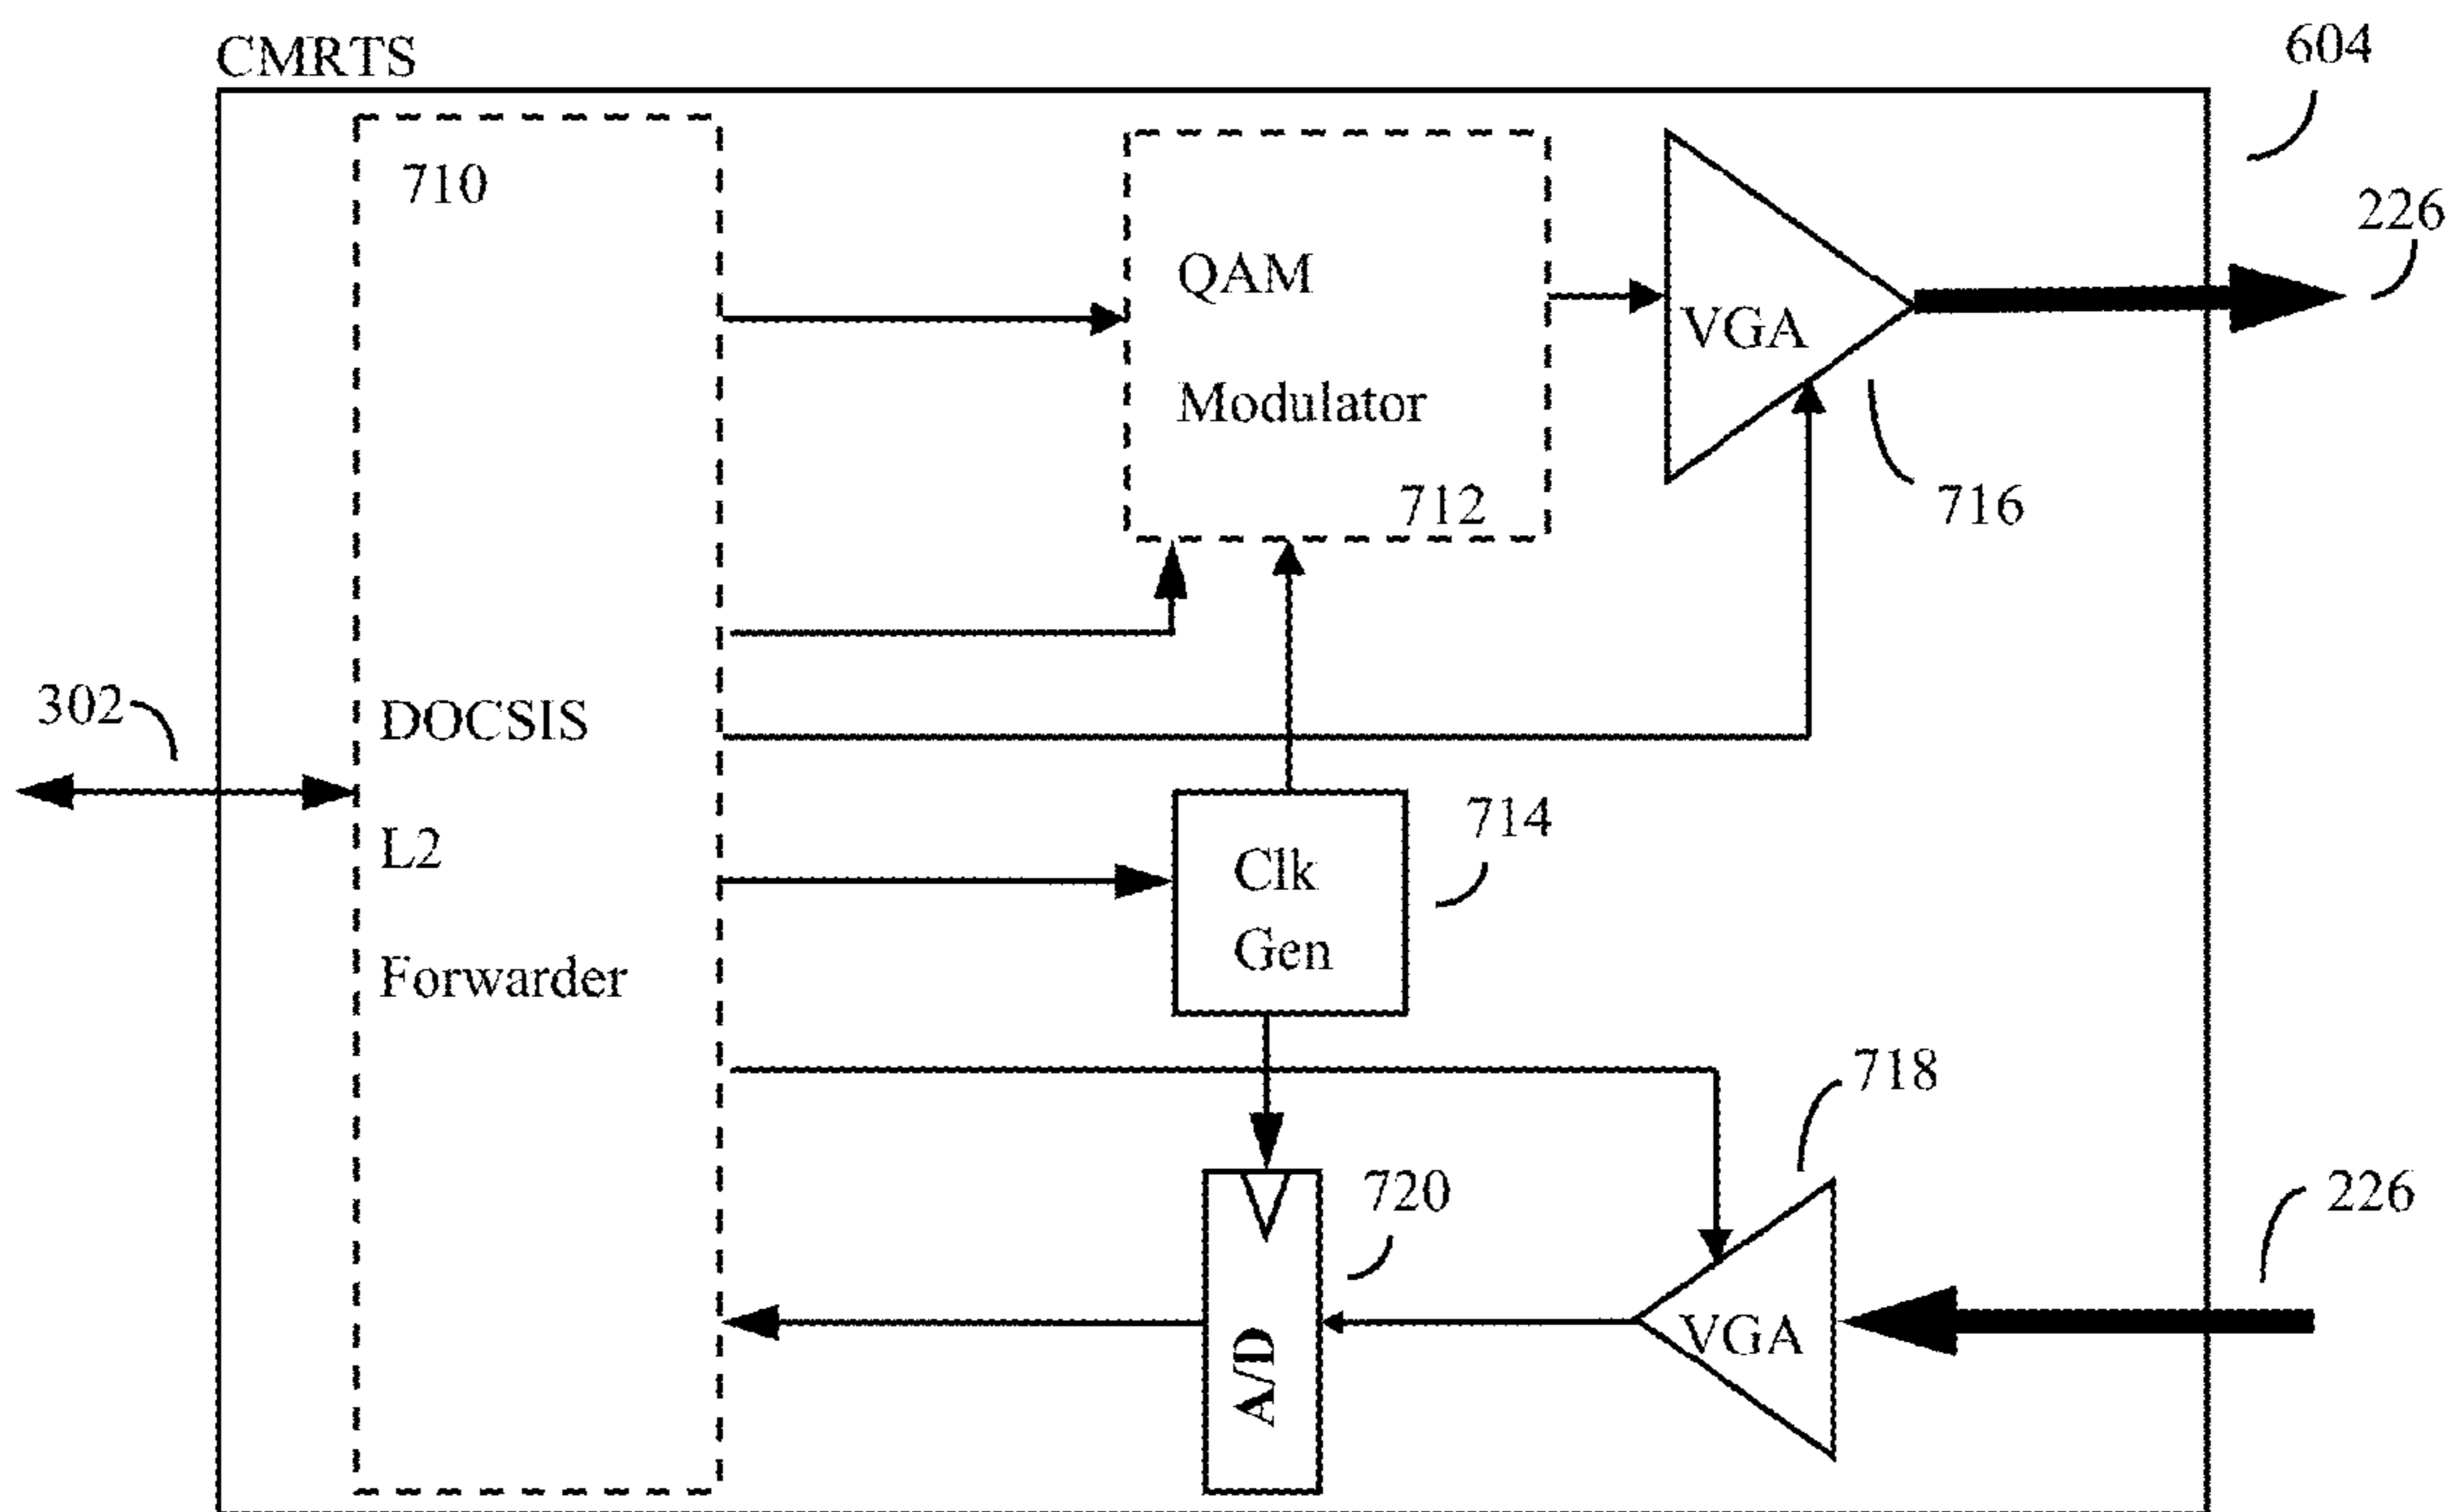 CMRTS
604
710
226
QAM
Modulator
VGA
712
716
302
DOCSIS
714
L2
Clk
Gen
Forwarder
718
720
226
VGA
A/D